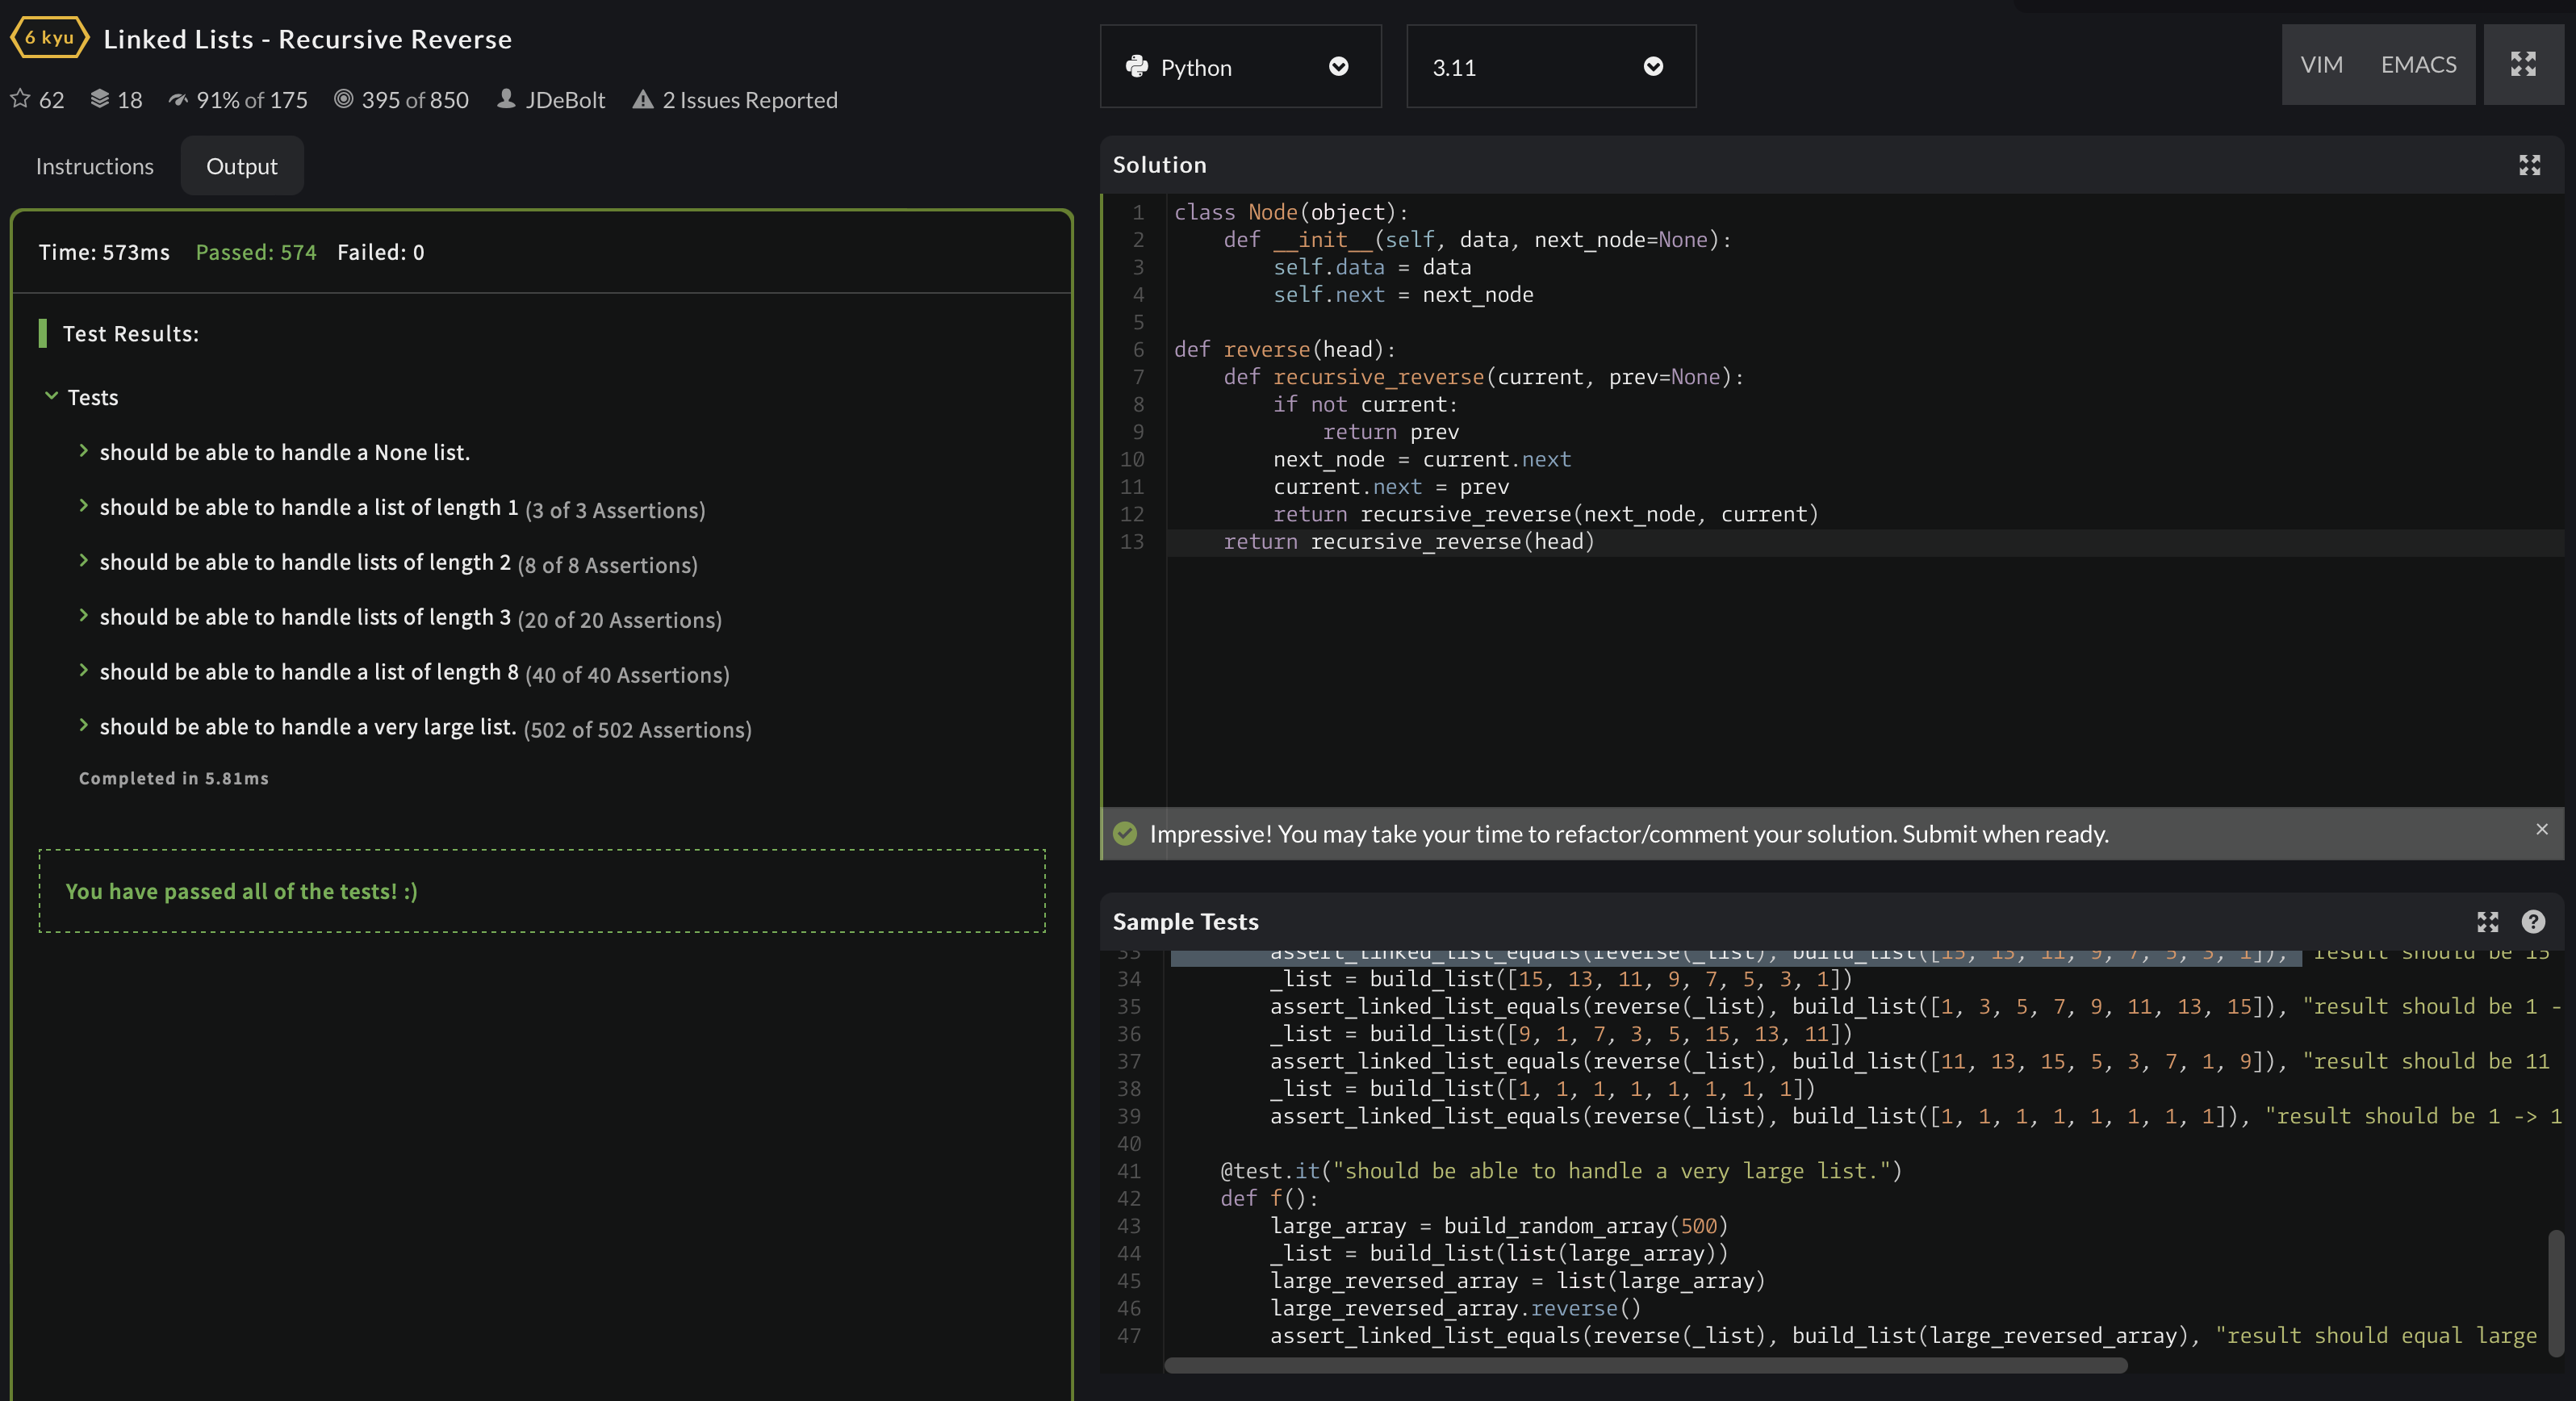 6 kyu Linked Lists - Recursive Reverse
62 18 91% of 175 395 of 850 JDeBolt 2 Issues Reported
Instructions Output
Time: 573ms Passed: 574 Failed: 0
Test Results:
Tests
should be able to handle a None list.
should be able to handle a list of length 1 (3 of 3 Assertions)
should be able to handle lists of length 2 (8 of 8 Assertions)
should be able to handle lists of length 3 (20 of 20 Assertions)
should be able to handle a list of length 8 (40 of 40 Assertions)
should be able to handle a very large list. (502 of 502 Assertions)
Completed in 5.81ms
You have passed all of the tests! :)
Python 3.11 VIM EMACS
Solution
1 class Node(object):
2     def __init__(self, data, next_node=None):
3         self.data = data
4         self.next = next_node
5
6 def reverse(head):
7     def recursive_reverse(current, prev=None):
8         if not current:
9             return prev
10         next_node = current.next
11         current.next = prev
12         return recursive_reverse(next_node, current)
13     return recursive_reverse(head)
Impressive! You may take your time to refactor/comment your solution. Submit when ready.
Sample Tests
33         assert_linked_list_equals(reverse(_list), build_list([15, 13, 11, 9, 7, 5, 3, 1]), "result should be 15
34         _list = build_list([15, 13, 11, 9, 7, 5, 3, 1])
35         assert_linked_list_equals(reverse(_list), build_list([1, 3, 5, 7, 9, 11, 13, 15]), "result should be 1 -
36         _list = build_list([9, 1, 7, 3, 5, 15, 13, 11])
37         assert_linked_list_equals(reverse(_list), build_list([11, 13, 15, 5, 3, 7, 1, 9]), "result should be 11
38         _list = build_list([1, 1, 1, 1, 1, 1, 1, 1])
39         assert_linked_list_equals(reverse(_list), build_list([1, 1, 1, 1, 1, 1, 1, 1]), "result should be 1 -> 1
40
41     @test.it("should be able to handle a very large list.")
42     def f():
43         large_array = build_random_array(500)
44         _list = build_list(list(large_array))
45         large_reversed_array = list(large_array)
46         large_reversed_array.reverse()
47         assert_linked_list_equals(reverse(_list), build_list(large_reversed_array), "result should equal large